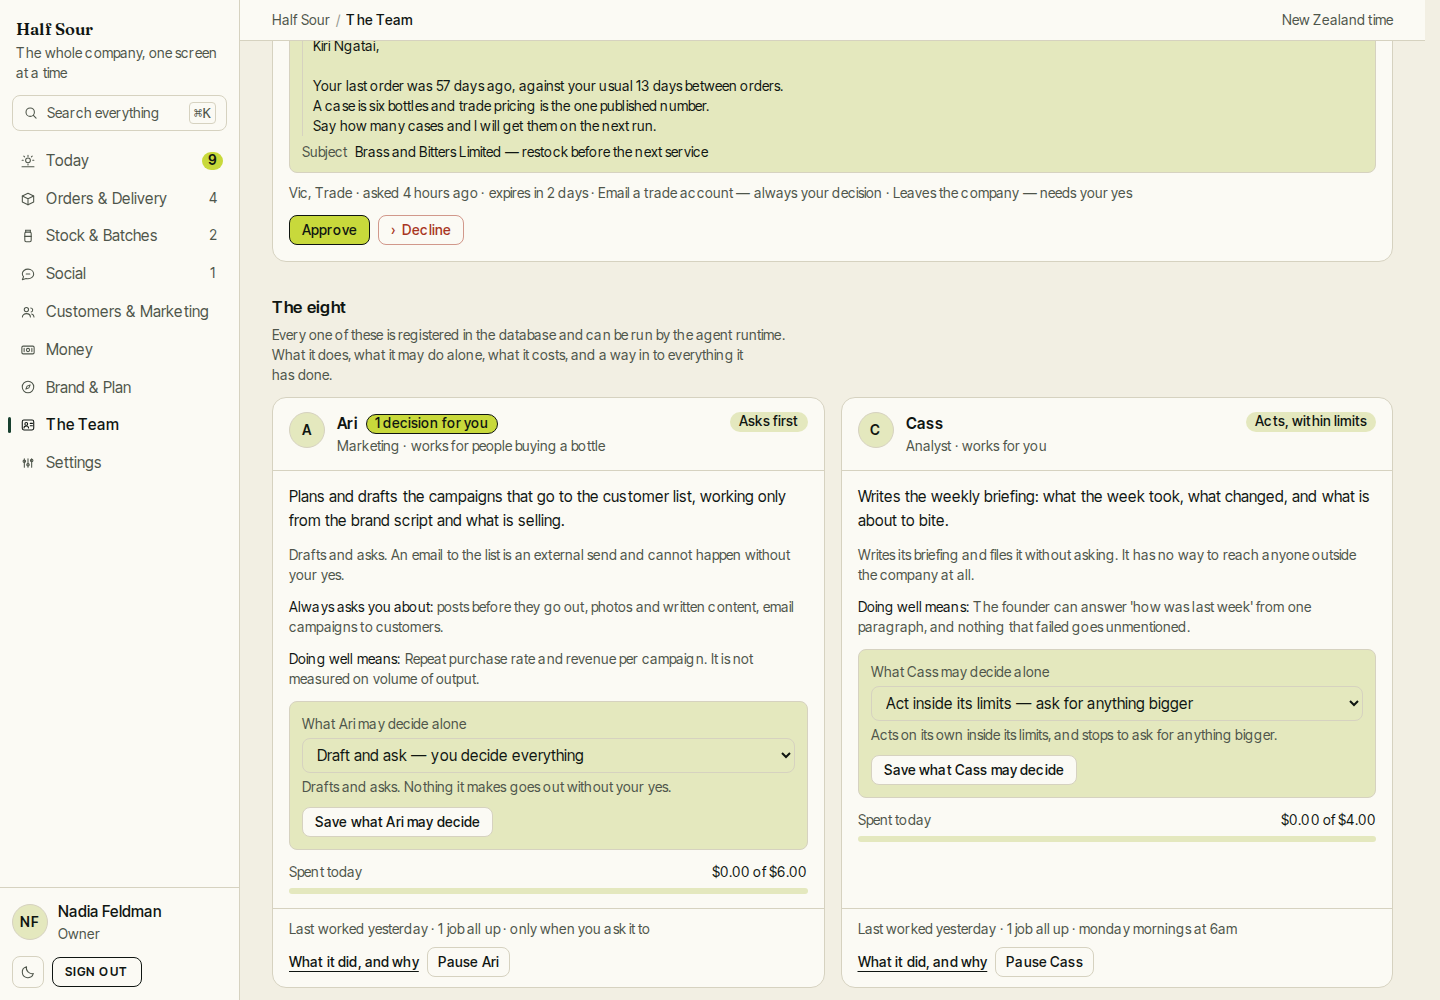 Half Sour
The whole company, one screen
at a time
Search everything ⌘K
Today 9
Orders & Delivery 4
Stock & Batches 2
Social 1
Customers & Marketing
Money
Brand & Plan
The Team
Settings
NF
Nadia Feldman
Owner
SIGN OUT
Half Sour / The Team
New Zealand time
Kiri Ngatai,
Your last order was 57 days ago, against your usual 13 days between orders.
A case is six bottles and trade pricing is the one published number.
Say how many cases and I will get them on the next run.
Subject Brass and Bitters Limited — restock before the next service
Vic, Trade · asked 4 hours ago · expires in 2 days · Email a trade account — always your decision · Leaves the company — needs your yes
Approve
› Decline
The eight
Every one of these is registered in the database and can be run by the agent runtime.
What it does, what it may do alone, what it costs, and a way in to everything it
has done.
A
Ari 1 decision for you
Asks first
Marketing · works for people buying a bottle
Plans and drafts the campaigns that go to the customer list, working only
from the brand script and what is selling.
Drafts and asks. An email to the list is an external send and cannot happen without
your yes.
Always asks you about: posts before they go out, photos and written content, email
campaigns to customers.
Doing well means: Repeat purchase rate and revenue per campaign. It is not
measured on volume of output.
What Ari may decide alone
Draft and ask — you decide everything
Drafts and asks. Nothing it makes goes out without your yes.
Save what Ari may decide
Spent today $0.00 of $6.00
Last worked yesterday · 1 job all up · only when you ask it to
What it did, and why
Pause Ari
C
Cass
Acts, within limits
Analyst · works for you
Writes the weekly briefing: what the week took, what changed, and what is
about to bite.
Writes its briefing and files it without asking. It has no way to reach anyone outside
the company at all.
Doing well means: The founder can answer 'how was last week' from one
paragraph, and nothing that failed goes unmentioned.
What Cass may decide alone
Act inside its limits — ask for anything bigger
Acts on its own inside its limits, and stops to ask for anything bigger.
Save what Cass may decide
Spent today $0.00 of $4.00
Last worked yesterday · 1 job all up · monday mornings at 6am
What it did, and why
Pause Cass